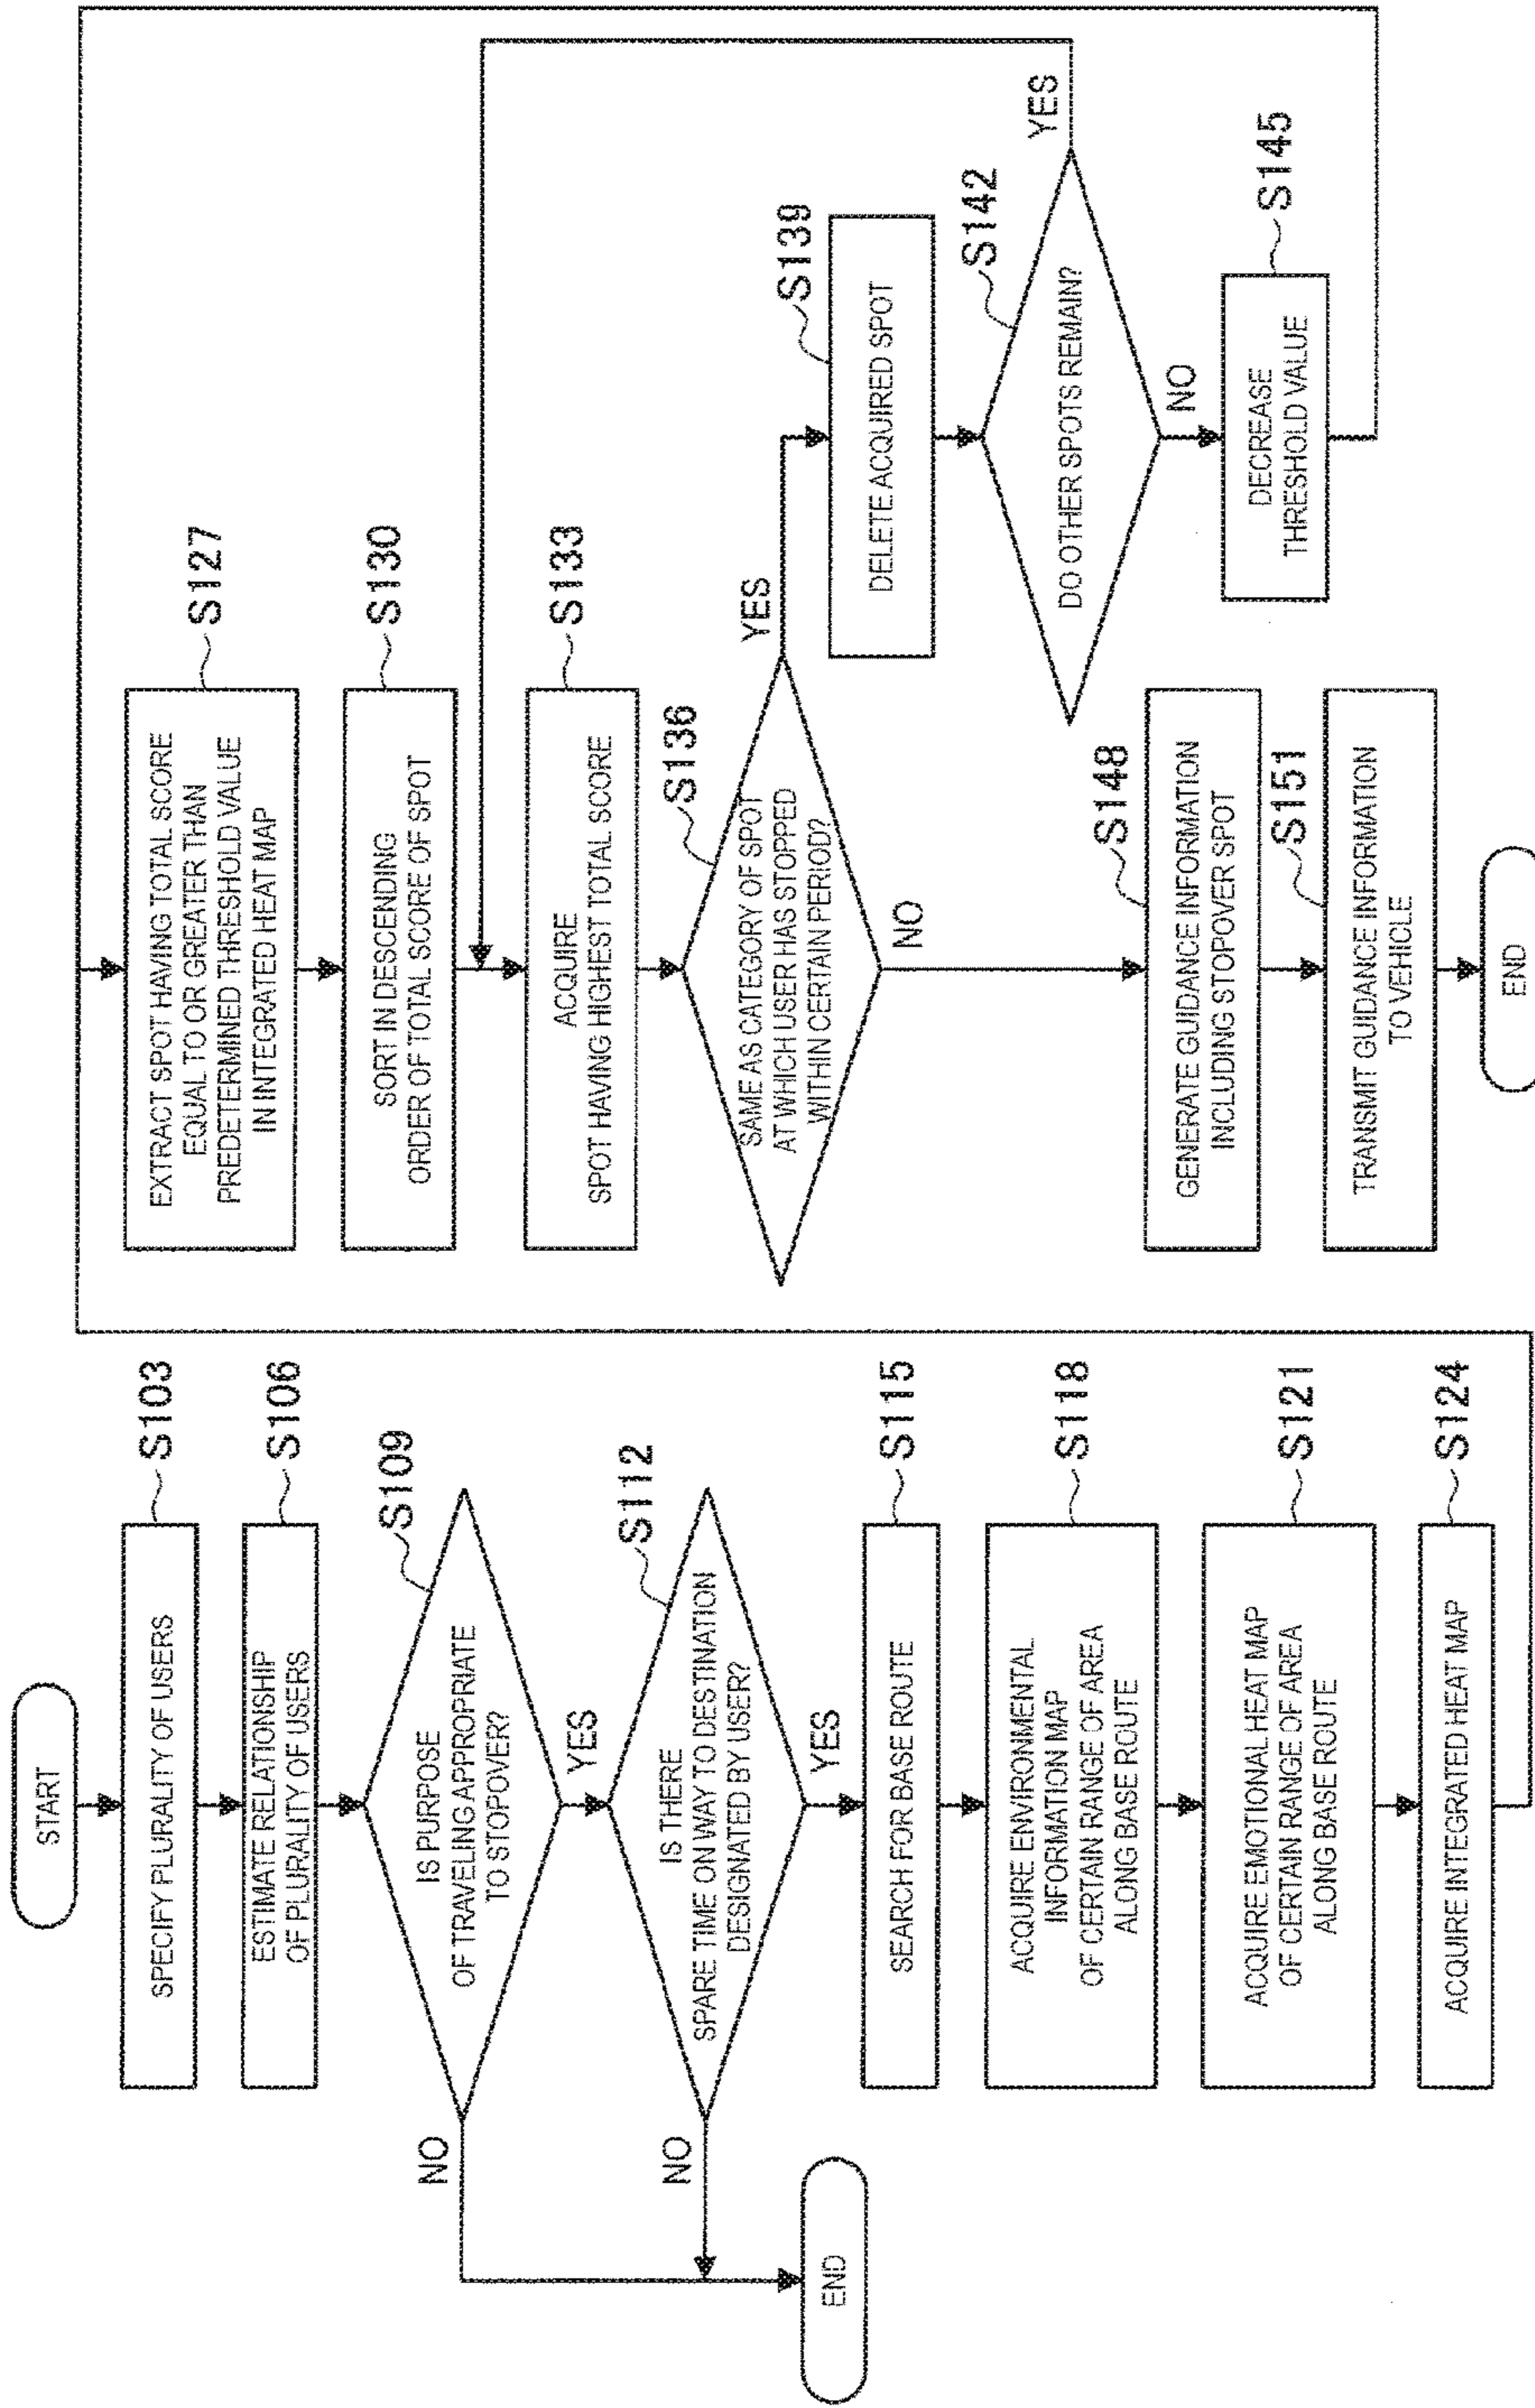 START
SPECIFY PLURALITY OF USERS
S103
ESTIMATE RELATIONSHIP
OF PLURALITY OF USERS
S106
IS PURPOSE
OF TRAVELING APPROPRIATE
TO STOPOVER?
S109
NO
YES
IS THERE
SPARE TIME ON WAY TO DESTINATION
DESIGNATED BY USER?
S112
NO
YES
END
SEARCH FOR BASE ROUTE
S115
ACQUIRE ENVIRONMENTAL
INFORMATION MAP
OF CERTAIN RANGE OF AREA
ALONG BASE ROUTE
S118
ACQUIRE EMOTIONAL HEAT MAP
OF CERTAIN RANGE OF AREA
ALONG BASE ROUTE
S121
ACQUIRE INTEGRATED HEAT MAP
S124
EXTRACT SPOT HAVING TOTAL SCORE
EQUAL TO OR GREATER THAN
PREDETERMINED THRESHOLD VALUE
IN INTEGRATED HEAT MAP
S127
SORT IN DESCENDING
ORDER OF TOTAL SCORE OF SPOT
S130
ACQUIRE
SPOT HAVING HIGHEST TOTAL SCORE
S133
SAME AS CATEGORY OF SPOT
AT WHICH USER HAS STOPPED
WITHIN CERTAIN PERIOD?
S136
YES
NO
DELETE ACQUIRED SPOT
S139
DO OTHER SPOTS REMAIN?
S142
YES
NO
DECREASE
THRESHOLD VALUE
S145
GENERATE GUIDANCE INFORMATION
INCLUDING STOPOVER SPOT
S148
TRANSMIT GUIDANCE INFORMATION
TO VEHICLE
S151
END